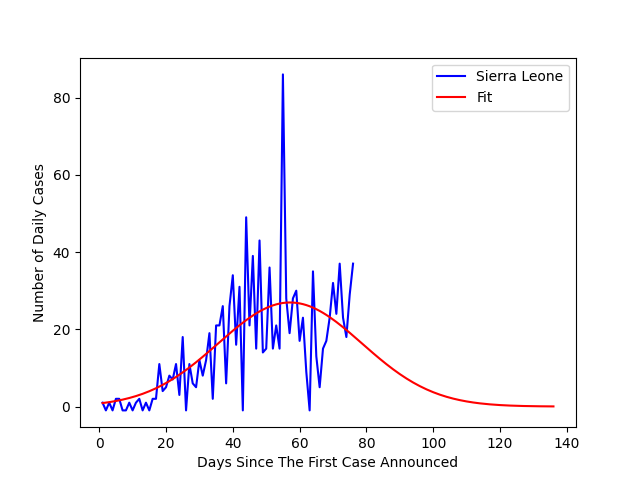 Sierra Leone
Fit
80
60
40
20
0
Number of Daily Cases
0 20 40 60 80 100 120 140
Days Since The First Case Announced